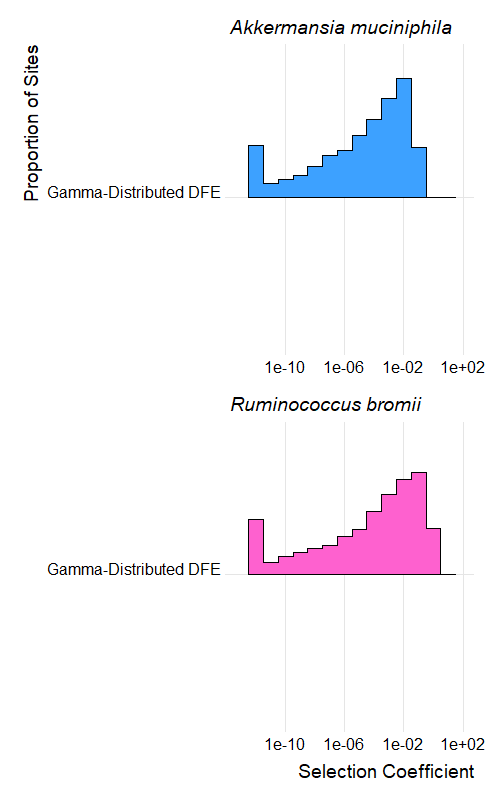 Akkermansia muciniphila
Proportion of Sites
Gamma-Distributed DFE
1e-10 1e-06 1e-02 1e+02
Ruminococcus bromii
Gamma-Distributed DFE
1e-10 1e-06 1e-02 1e+02
Selection Coefficient